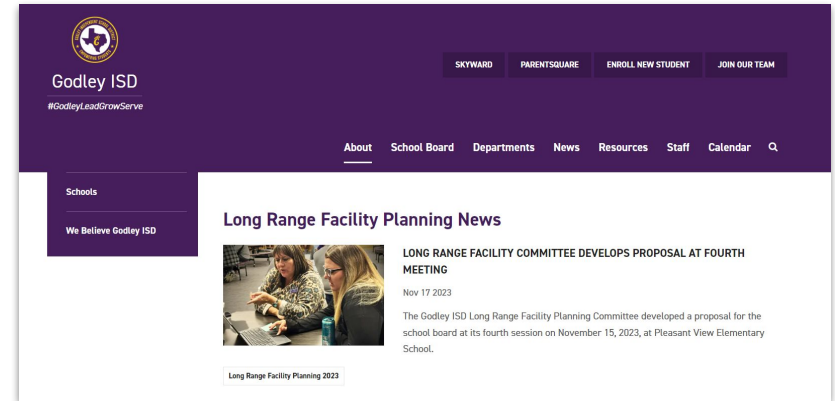 Godley ISD
#GodleyLeadGrowServe
SKYWARD
PARENTSQUARE
ENROLL NEW STUDENT
JOIN OUR TEAM
About
School Board
Departments
News
Resources
Staff
Calendar
Schools
We Believe Godley ISD
Long Range Facility Planning News
LONG RANGE FACILITY COMMITTEE DEVELOPS PROPOSAL AT FOURTH
MEETING
Nov 17 2023
The Godley ISD Long Range Facility Planning Committee developed a proposal for the
school board at its fourth session on November 15, 2023, at Pleasant View Elementary
School.
Long Range Facility Planning 2023